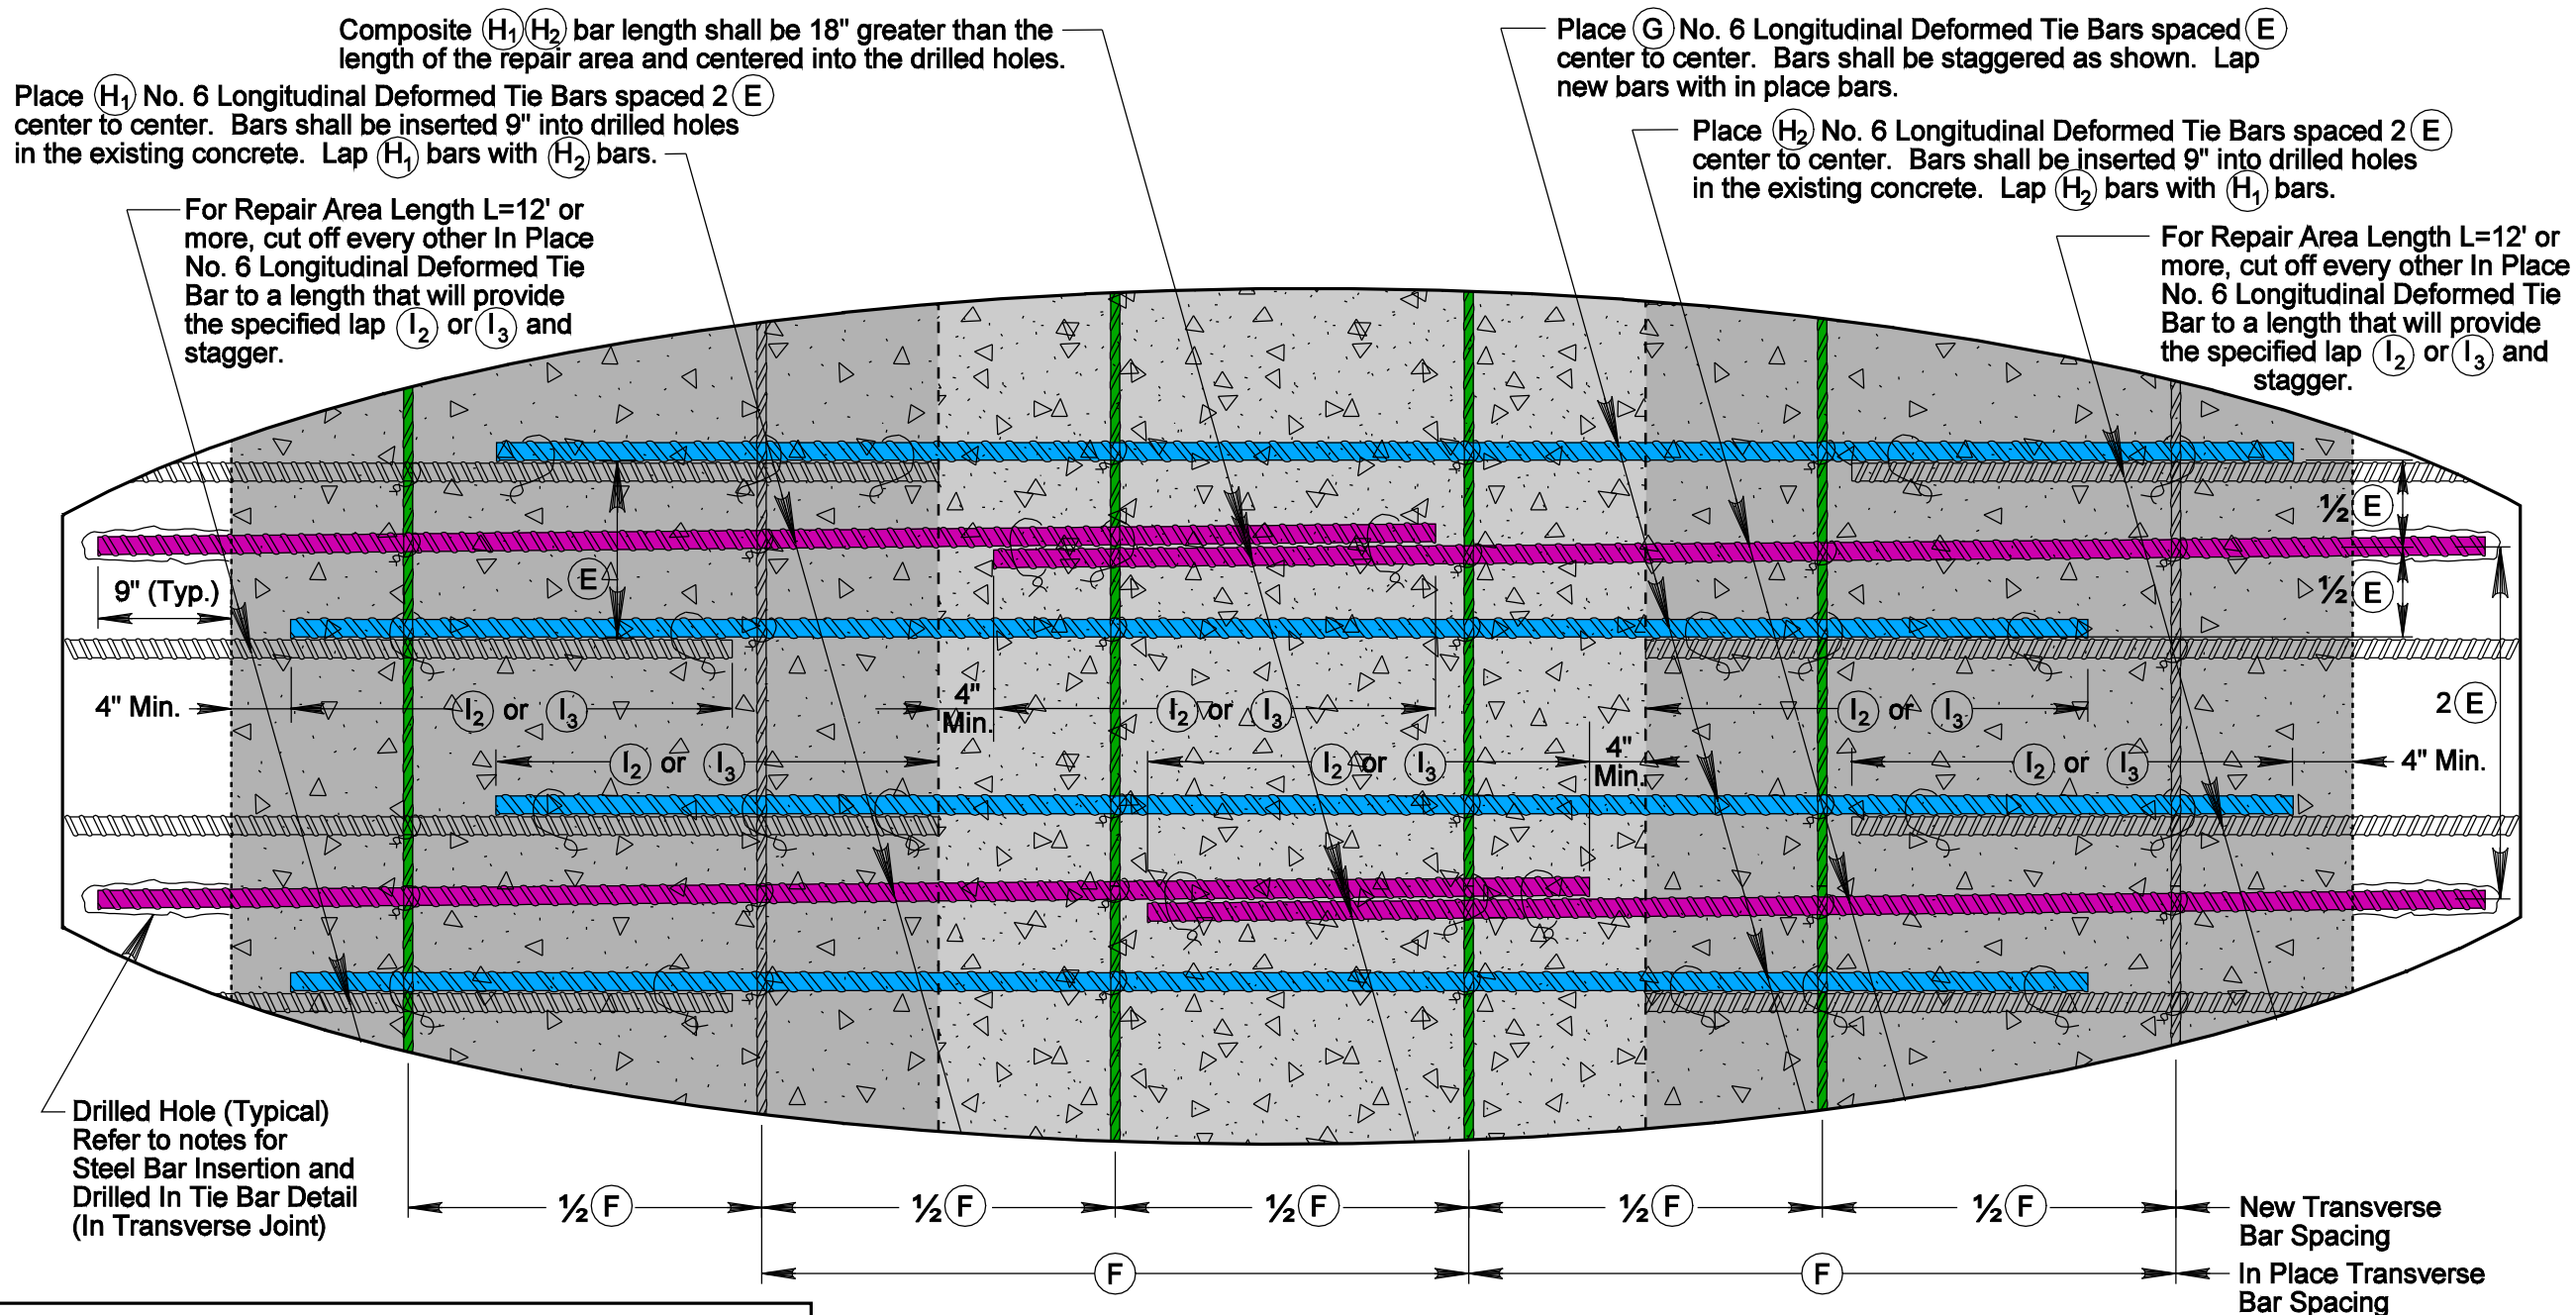 Composite H1 H2 bar length shall be 18" greater than the
length of the repair area and centered into the drilled holes.
Place H1 No. 6 Longitudinal Deformed Tie Bars spaced 2 E
center to center. Bars shall be inserted 9" into drilled holes
in the existing concrete. Lap H1 bars with H2 bars.
For Repair Area Length L=12' or
more, cut off every other In Place
No. 6 Longitudinal Deformed Tie
Bar to a length that will provide
the specified lap I2 or I3 and
stagger.
Place G No. 6 Longitudinal Deformed Tie Bars spaced E
center to center. Bars shall be staggered as shown. Lap
new bars with in place bars.
Place H2 No. 6 Longitudinal Deformed Tie Bars spaced 2 E
center to center. Bars shall be inserted 9" into drilled holes
in the existing concrete. Lap H2 bars with H1 bars.
For Repair Area Length L=12' or
more, cut off every other In Place
No. 6 Longitudinal Deformed Tie
Bar to a length that will provide
the specified lap I2 or I3 and
stagger.
½ E
E
9" (Typ.)
½ E
4" Min.
I2 or I3
4"
Min.
I2 or I3
I2 or I3
2 E
I2 or I3
I2 or I3
4"
Min.
I2 or I3
4" Min.
Drilled Hole (Typical)
Refer to notes for
Steel Bar Insertion and
Drilled In Tie Bar Detail
(In Transverse Joint)
½ F
½ F
½ F
½ F
½ F
New Transverse
Bar Spacing
F
F
In Place Transverse
Bar Spacing